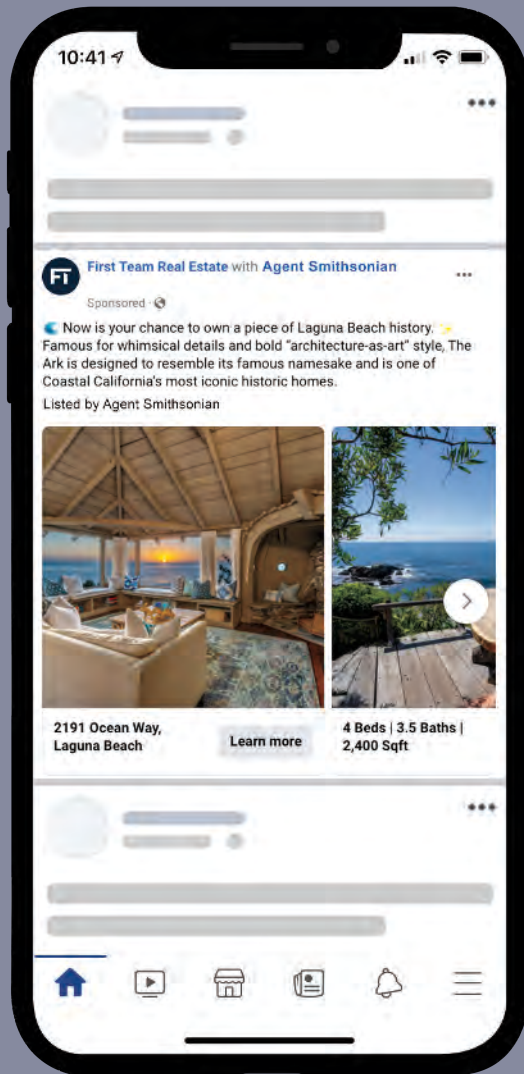 10:41
FT
First Team Real Estate with Agent Smithsonian
Sponsored ·
🌊 Now is your chance to own a piece of Laguna Beach history. ✨
Famous for whimsical details and bold "architecture-as-art" style, The
Ark is designed to resemble its famous namesake and is one of
Coastal California's most iconic historic homes.
Listed by Agent Smithsonian
2191 Ocean Way,
Laguna Beach
Learn more
4 Beds | 3.5 Baths |
2,400 Sqft